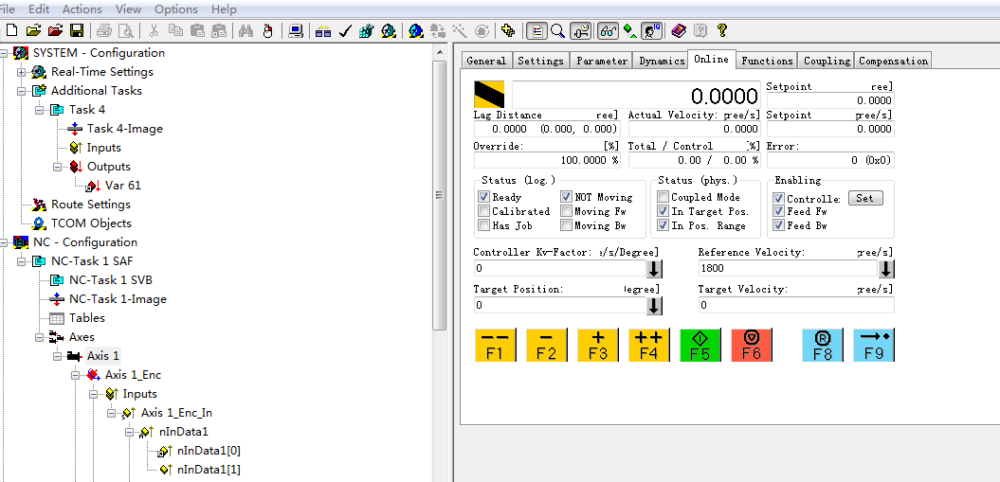 File Edit Actions View Options Help
SYSTEM - Configuration
Real-Time Settings
Additional Tasks
Task 4
Task 4-Image
Inputs
Outputs
Var 61
Route Settings
TCOM Objects
NC - Configuration
NC-Task 1 SAF
NC-Task 1 SVB
NC-Task 1-Image
Tables
Axes
Axis 1
Axis 1_Enc
Inputs
Axis 1_Enc_In
nInData1
nInData1[0]
nInData1[1]
General Settings Parameter Dynamics Online Functions Coupling Compensation
0.0000
Setpoint ree]
0.0000
Lag Distance ree] Actual Velocity: ree/s] Setpoint ree/s]
0.0000 (0.000, 0.000) 0.0000 0.0000
Override: [%] Total / Control [%] Error:
100.0000 % 0.00 / 0.00 % 0 (0x0)
Status (log.) Status (phys.) Enabling
Ready NOT Moving Coupled Mode Controlle: Set
Calibrated Moving Fw In Target Pos. Feed Fw
Has Job Moving Bw In Pos. Range Feed Bw
Controller Kv-Factor: /s/Degree] Reference Velocity: ree/s]
0 1800
Target Position: egree] Target Velocity: ree/s]
0 0
-- - + ++ R
F1 F2 F3 F4 F5 F6 F8 F9